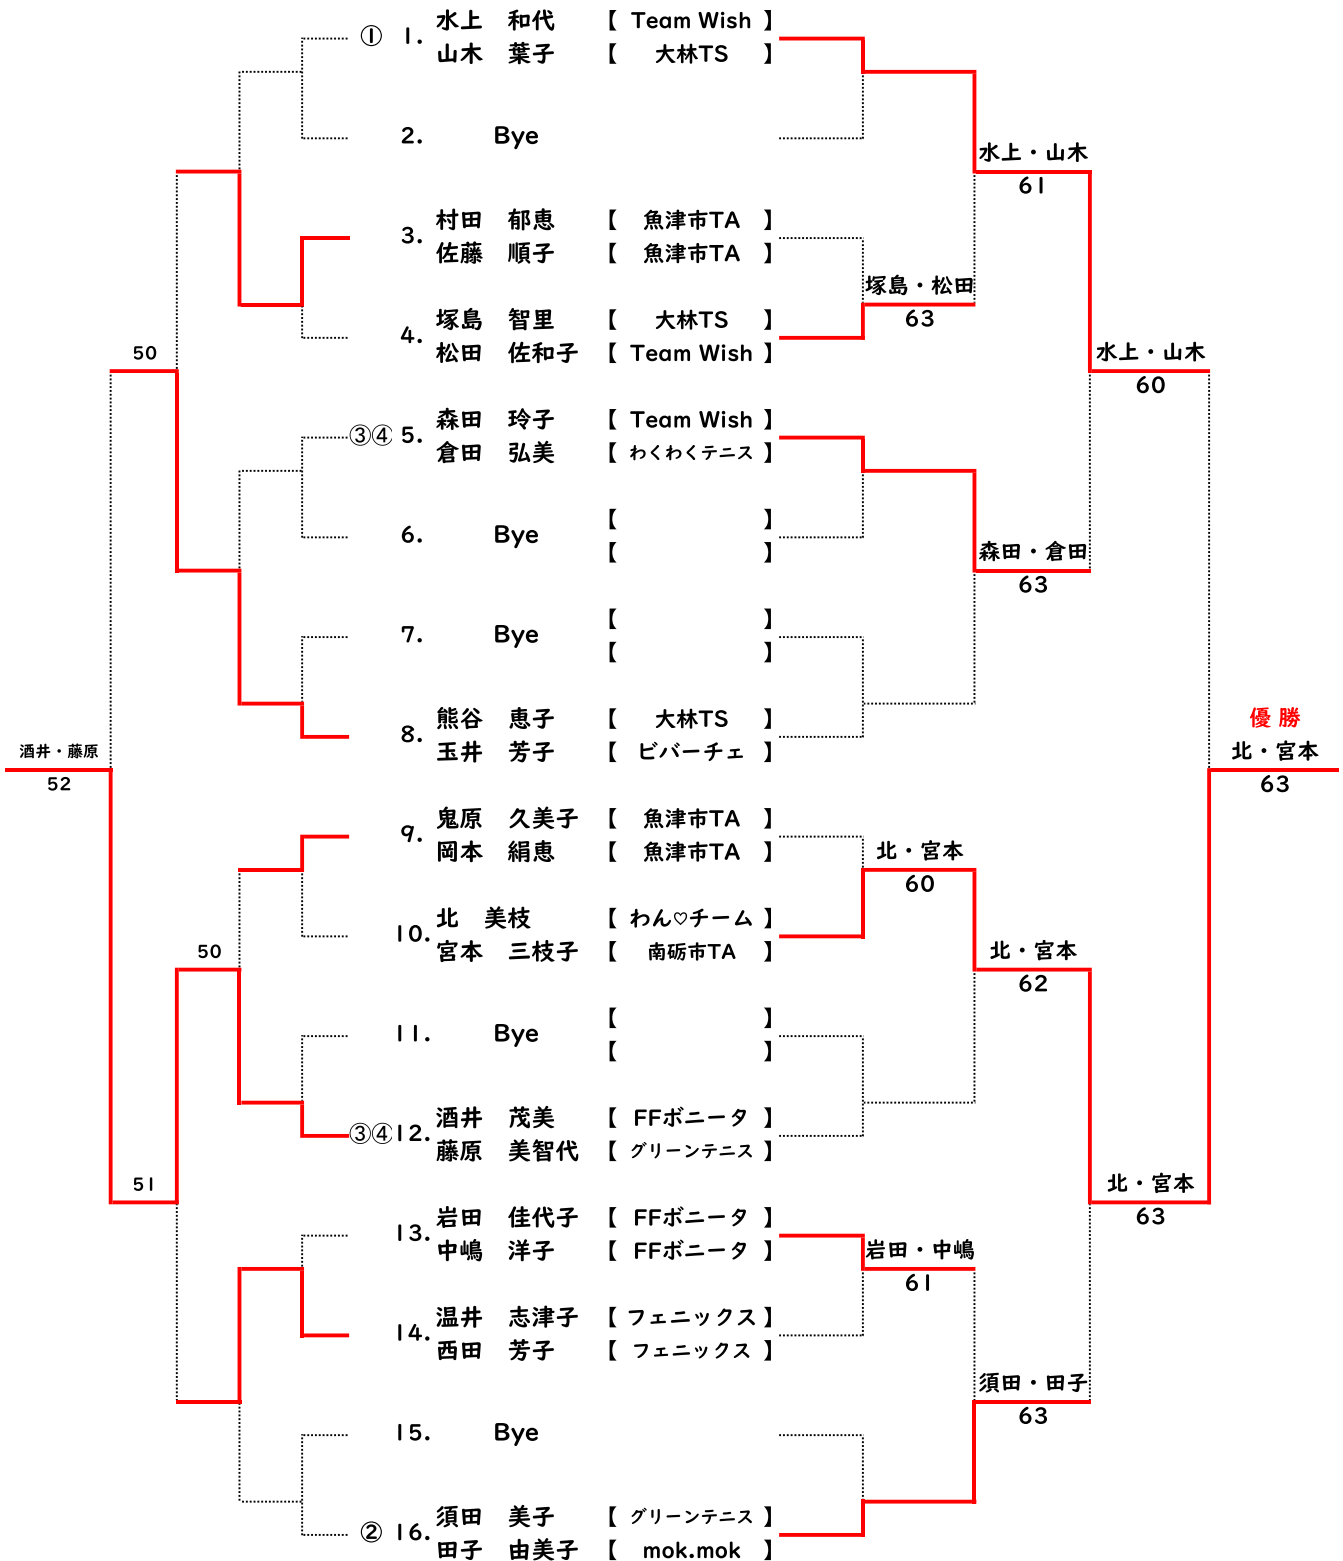 ① 1. 水上 和代 【 Team Wish 】
山木 葉子 【 大林TS 】
2. Bye
水上・山木
61
3. 村田 郁恵 【 魚津市TA 】
佐藤 順子 【 魚津市TA 】
塚島・松田
63
4. 塚島 智里 【 大林TS 】
松田 佐和子 【 Team Wish 】
50
水上・山木
60
③④ 5. 森田 玲子 【 Team Wish 】
倉田 弘美 【 わくわくテニス 】
6. Bye 【 】
【 】
森田・倉田
63
7. Bye 【 】
【 】
8. 熊谷 恵子 【 大林TS 】
玉井 芳子 【 ビバーチェ 】
優勝
酒井・藤原
52
北・宮本
63
9. 鬼原 久美子 【 魚津市TA 】
岡本 絹恵 【 魚津市TA 】
北・宮本
60
10. 北 美枝 【 わん♡チーム 】
宮本 三枝子 【 南砺市TA 】
50
北・宮本
62
11. Bye 【 】
【 】
③④ 12. 酒井 茂美 【 FFボニータ 】
藤原 美智代 【 グリーンテニス 】
51
北・宮本
63
13. 岩田 佳代子 【 FFボニータ 】
中嶋 洋子 【 FFボニータ 】
岩田・中嶋
61
14. 温井 志津子 【 フェニックス 】
西田 芳子 【 フェニックス 】
須田・田子
63
15. Bye
② 16. 須田 美子 【 グリーンテニス 】
田子 由美子 【 mok.mok 】